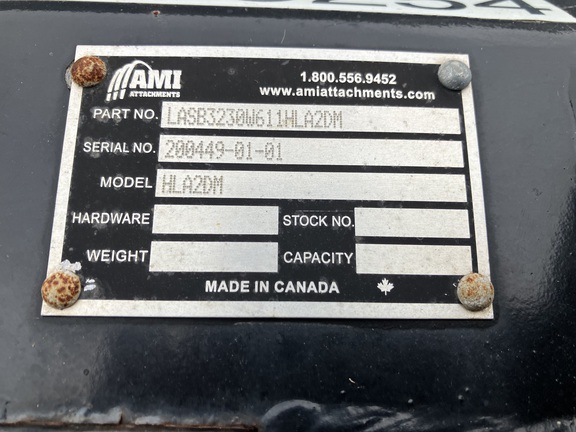 AMI
ATTACHMENTS
1.800.556.9452
www.amiattachments.com
PART NO. LASB3230W611HLA2DM
SERIAL NO. 200449-01-01
MODEL HLA2DM
HARDWARE STOCK NO.
WEIGHT CAPACITY
MADE IN CANADA